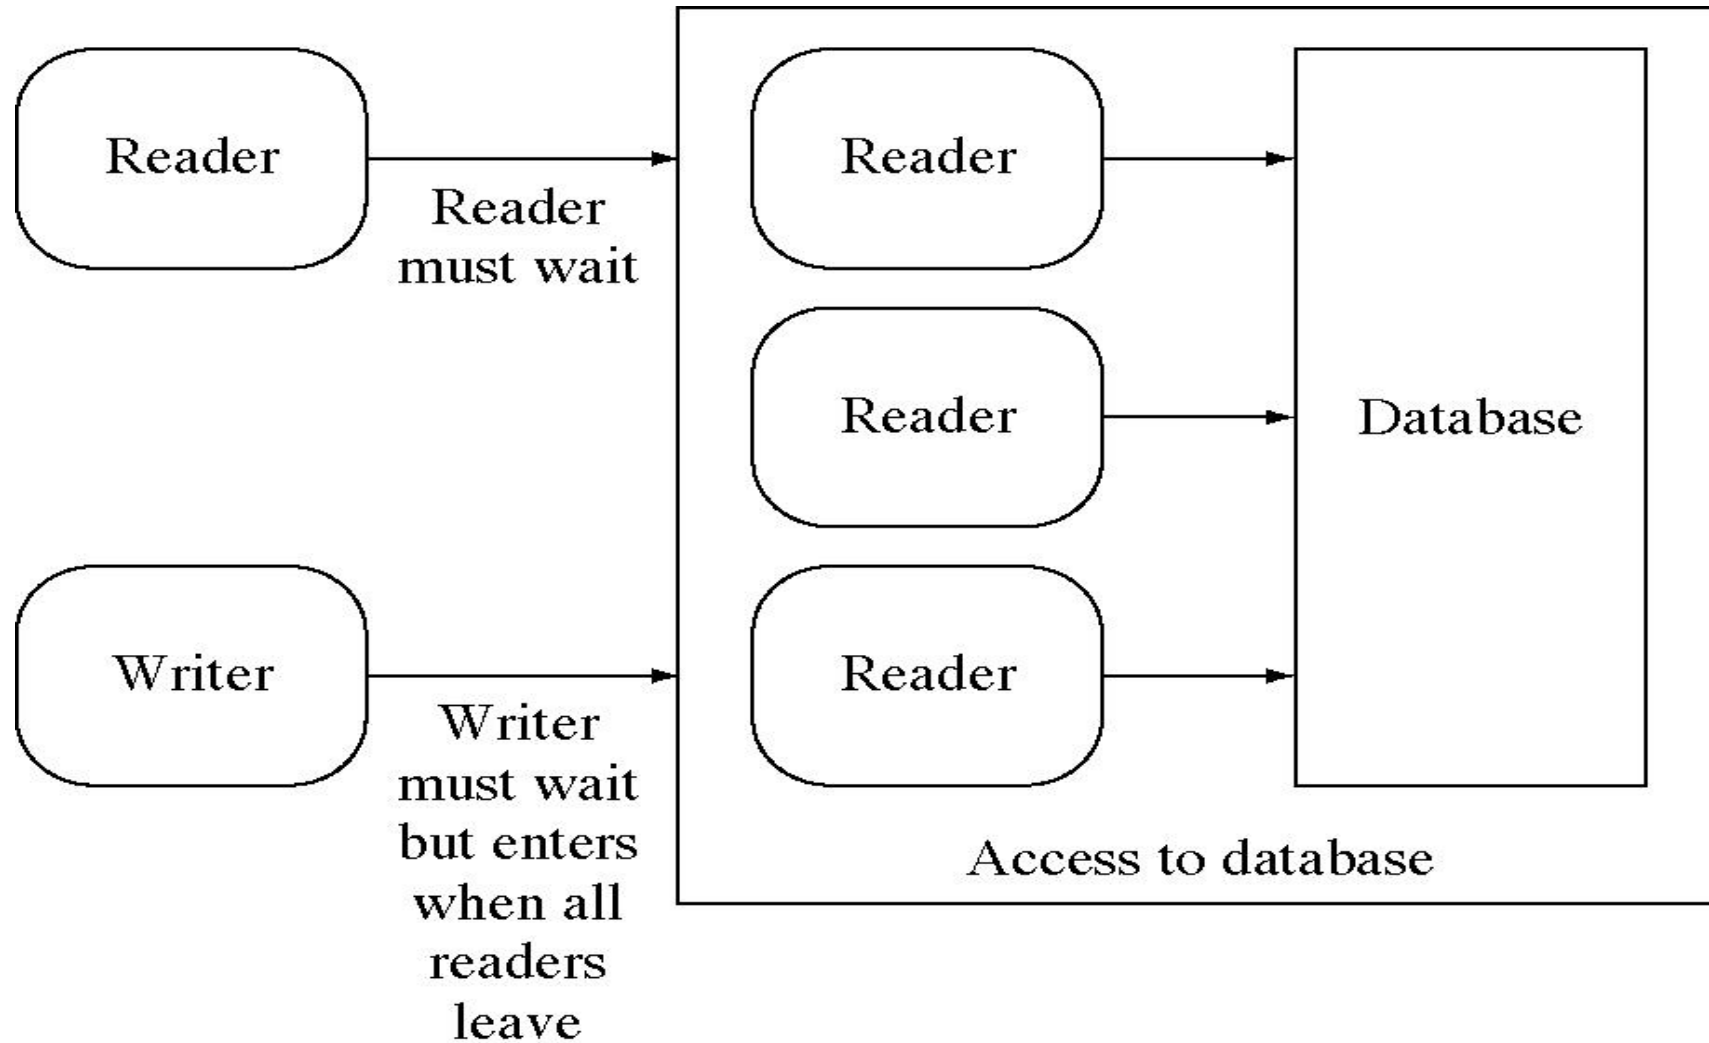 Reader
Reader
must wait
Writer
Writer
must wait
but enters
when all
readers
leave
Reader
Reader
Reader
Database
Access to database